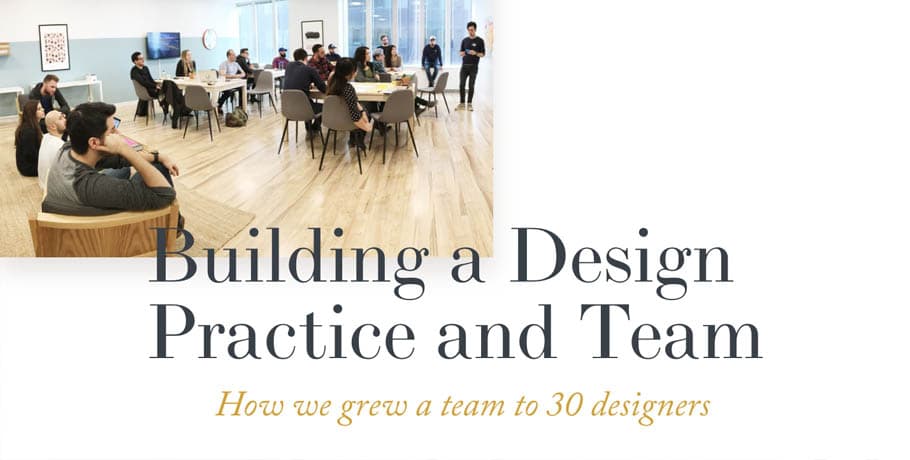 Building a Design
Practice and Team
How we grew a team to 30 designers